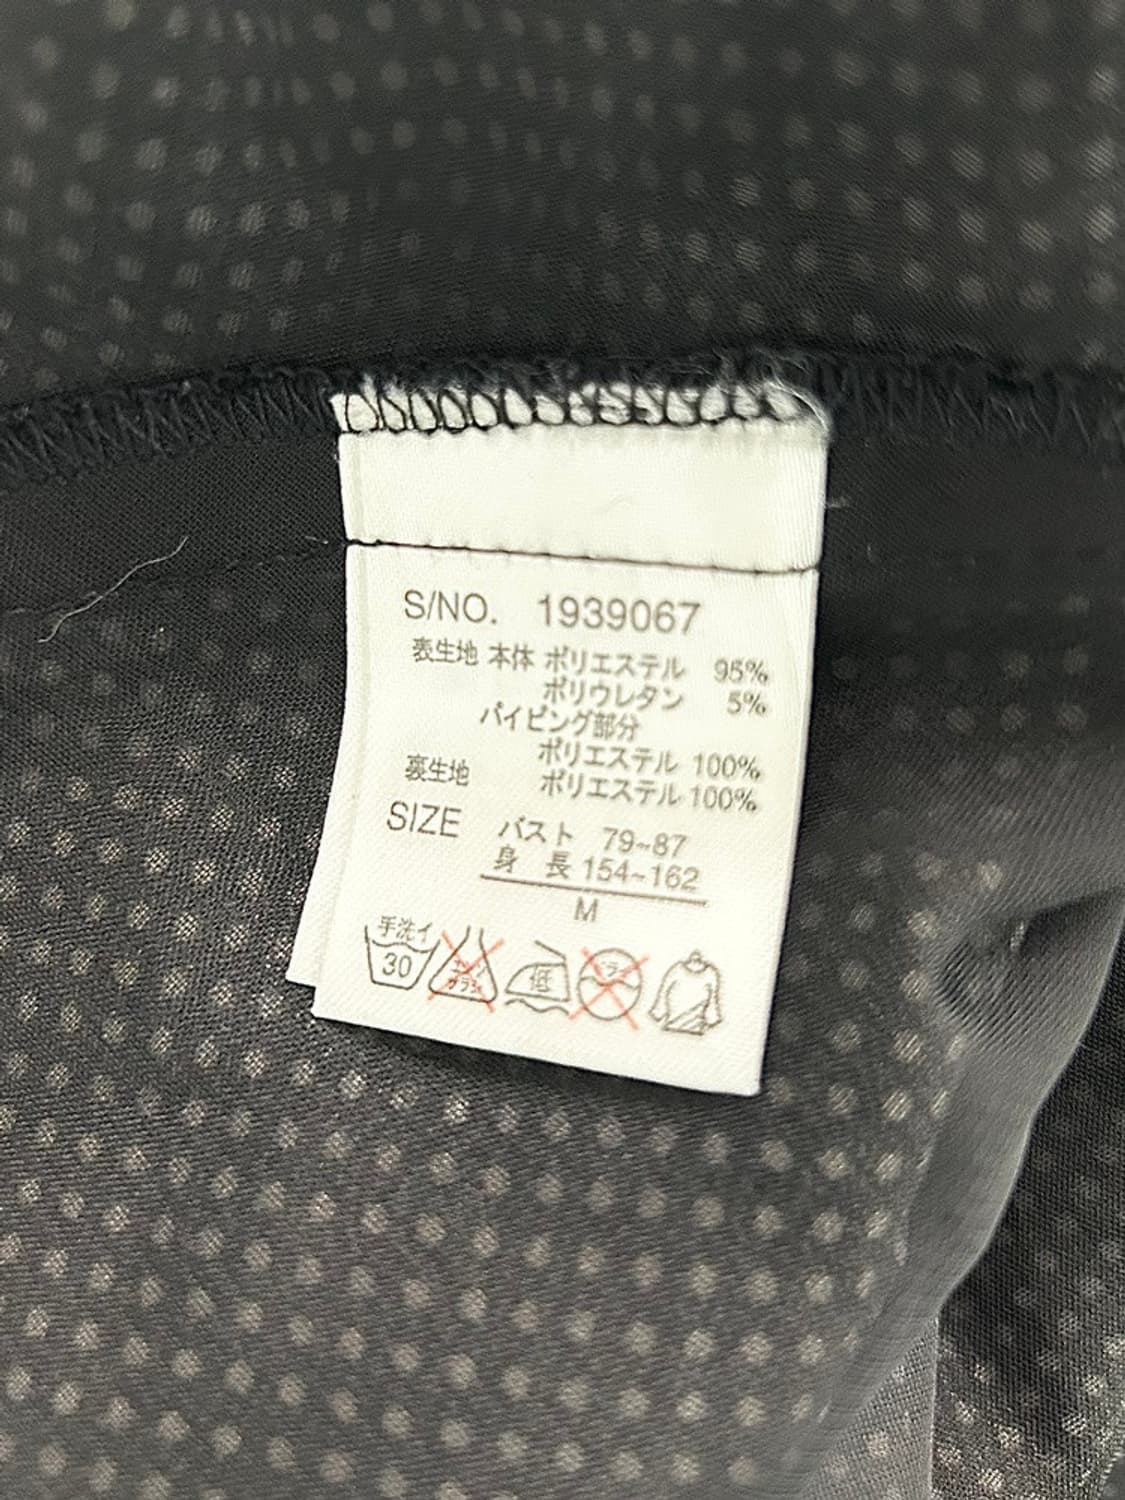 S/NO. 1939067
表生地 本体 ポリエステル 95%
ポリウレタン 5%
パイピング部分
ポリエステル 100%
裏生地 ポリエステル 100%
SIZE バスト 79~87
身 長 154~162
M
手洗イ
30
低